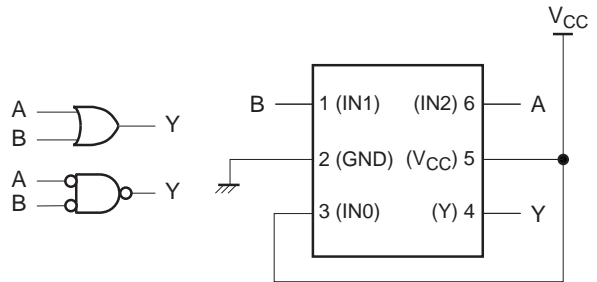 VCC
A
B
Y
A
B
Y
B 1 (IN1) (IN2) 6 A
2 (GND) (VCC) 5
3 (IN0) (Y) 4 Y